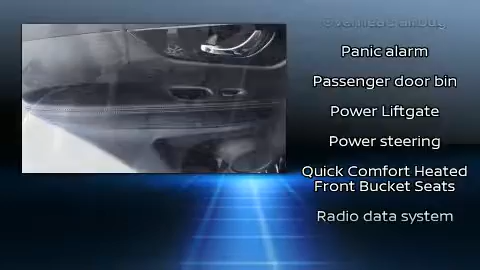 Panic alarm
Passenger door bin
Power Liftgate
Power steering
Quick Comfort Heated
Front Bucket Seats
Radio data system